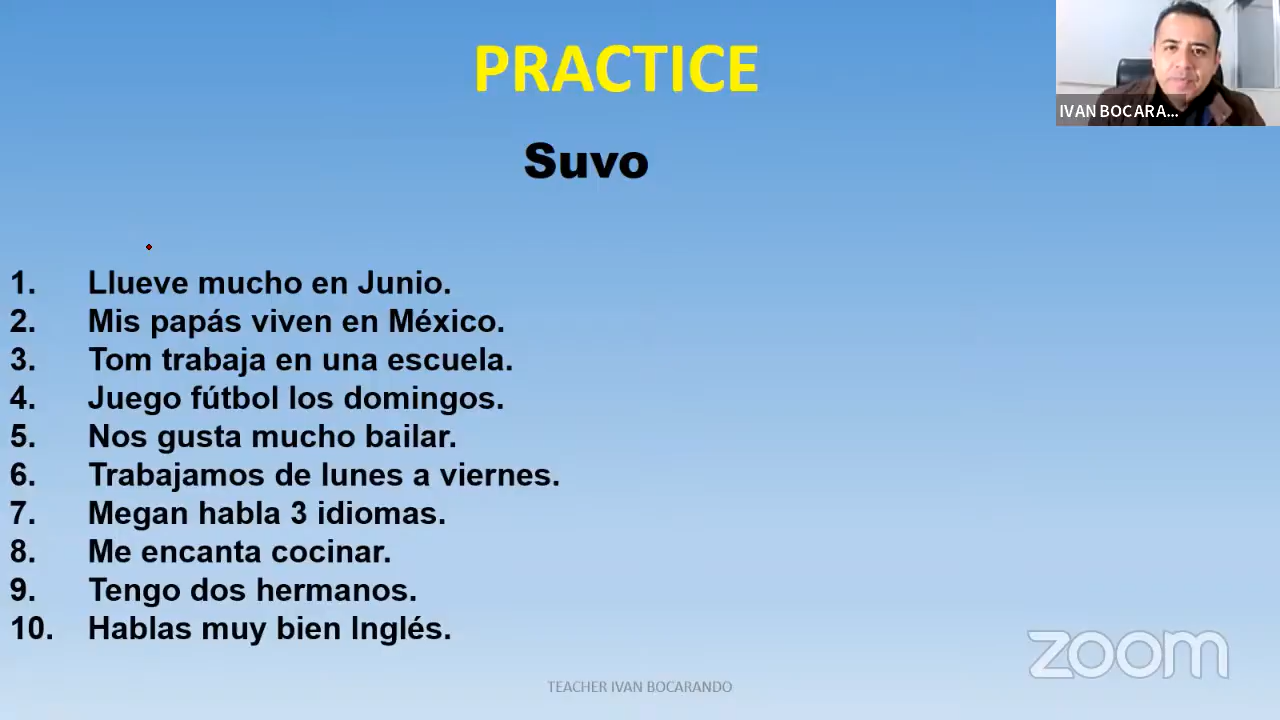 PRACTICE
IVAN BOCARA...
Suvo
1. Llueve mucho en Junio.
2. Mis papás viven en México.
3. Tom trabaja en una escuela.
4. Juego fútbol los domingos.
5. Nos gusta mucho bailar.
6. Trabajamos de lunes a viernes.
7. Megan habla 3 idiomas.
8. Me encanta cocinar.
9. Tengo dos hermanos.
10. Hablas muy bien Inglés.
zoom
TEACHER IVAN BOCARANDO